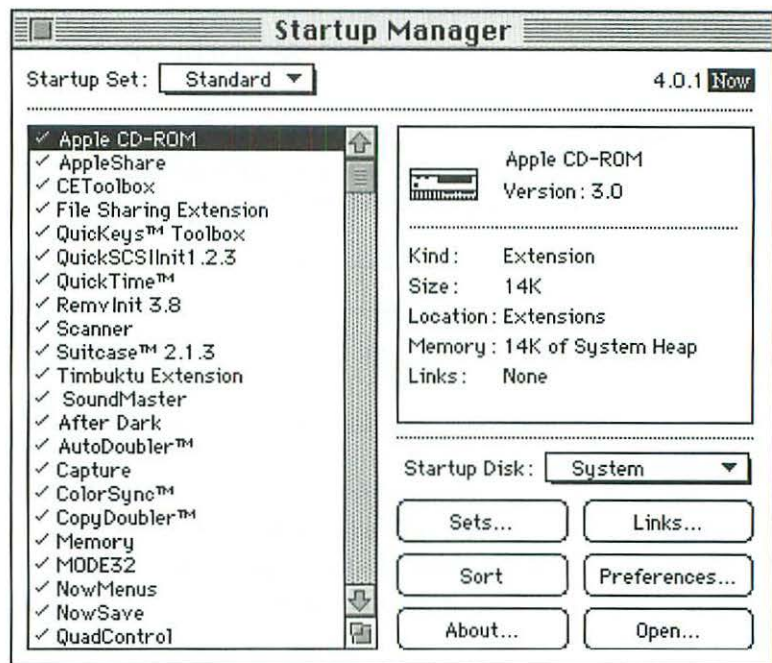 Startup Manager
Startup Set: Standard
4.0.1 Now
✓ Apple CD-ROM
✓ AppleShare
✓ CEToolbox
✓ File Sharing Extension
✓ QuicKeys™ Toolbox
✓ QuickSCSIInit1.2.3
✓ QuickTime™
✓ RemvInit 3.8
✓ Scanner
✓ Suitcase™ 2.1.3
✓ Timbuktu Extension
✓ SoundMaster
✓ After Dark
✓ AutoDoubler™
✓ Capture
✓ ColorSync™
✓ CopyDoubler™
✓ Memory
✓ MODE32
✓ NowMenus
✓ NowSave
✓ QuadControl
Apple CD-ROM
Version: 3.0
Kind: Extension
Size: 14K
Location: Extensions
Memory: 14K of System Heap
Links: None
Startup Disk: System
Sets...
Links...
Sort
Preferences...
About...
Open...